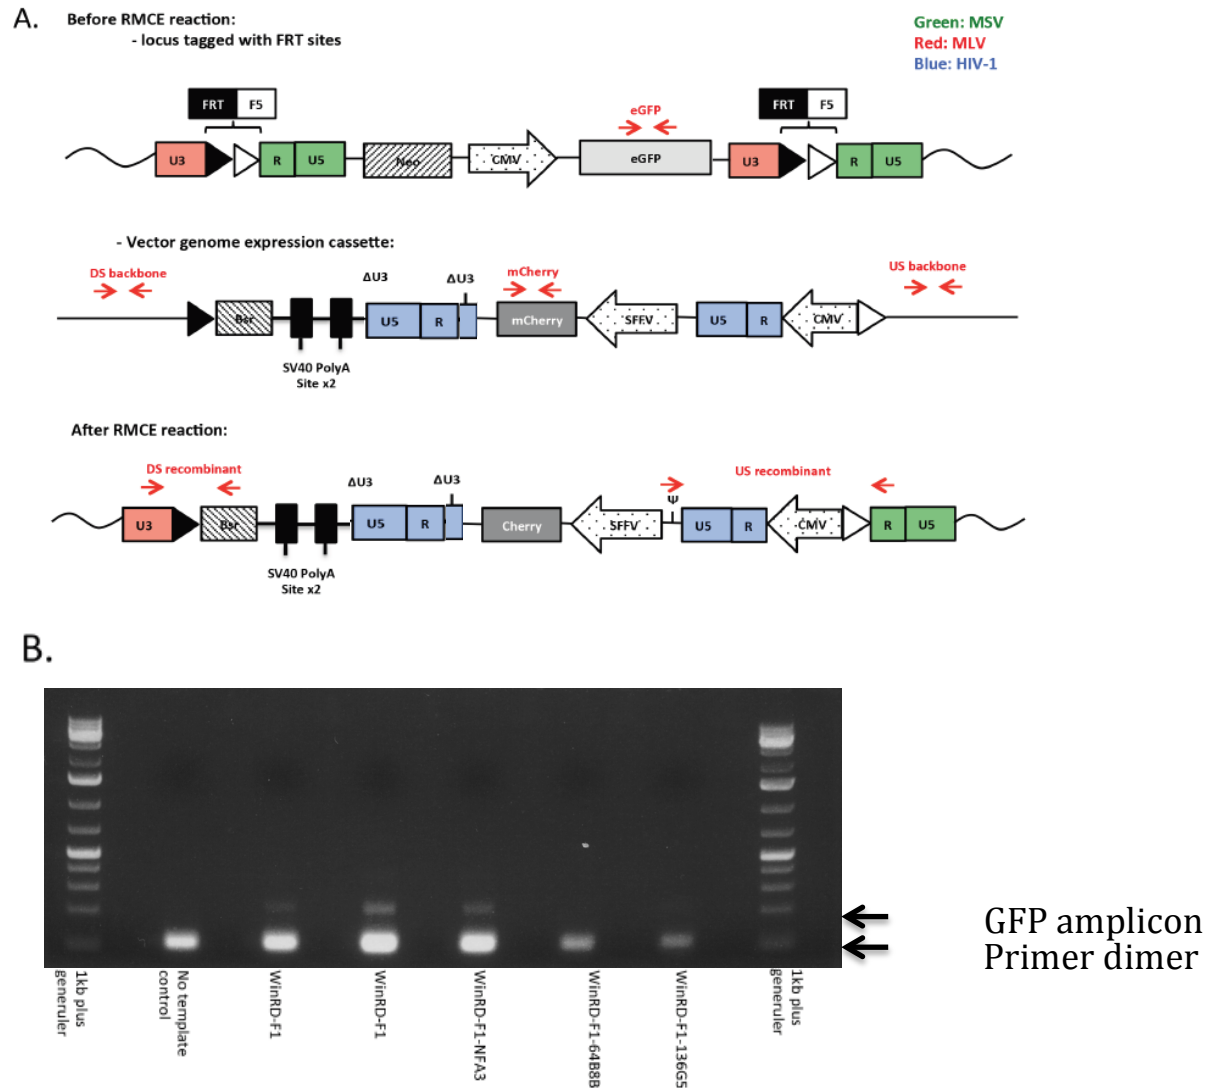 A.
Before RMCE reaction:
- locus tagged with FRT sites
Green: MSV
Red: MLV
Blue: HIV-1
FRT F5
eGFP
FRT F5
U3 R U5 Neo CMV eGFP U3 R U5
- Vector genome expression cassette:
DS backbone
ΔU3
ΔU3
mCherry
US backbone
Bsr U5 R mCherry SFFV U5 R CMV
SV40 PolyA
Site x2
After RMCE reaction:
DS recombinant
ΔU3
ΔU3
US recombinant
Ψ
U3 Bsr U5 R Cherry SFFV U5 R CMV R U5
SV40 PolyA
Site x2
B.
GFP amplicon
Primer dimer
1kb plus
generuler
No template
control
WinRD-F1
WinRD-F1
WinRD-F1-NFA3
WinRD-F1-64B8B
WinRD-F1-136G5
1kb plus
generuler